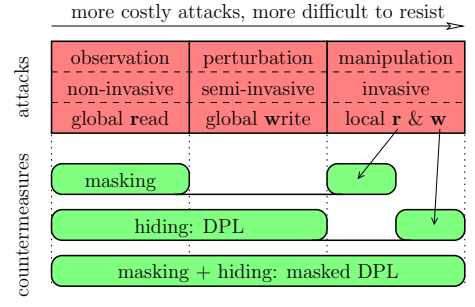 more costly attacks, more difficult to resist
attacks
observation perturbation manipulation
non-invasive semi-invasive invasive
global read global write local r & w
countermeasures
masking
hiding: DPL
masking + hiding: masked DPL